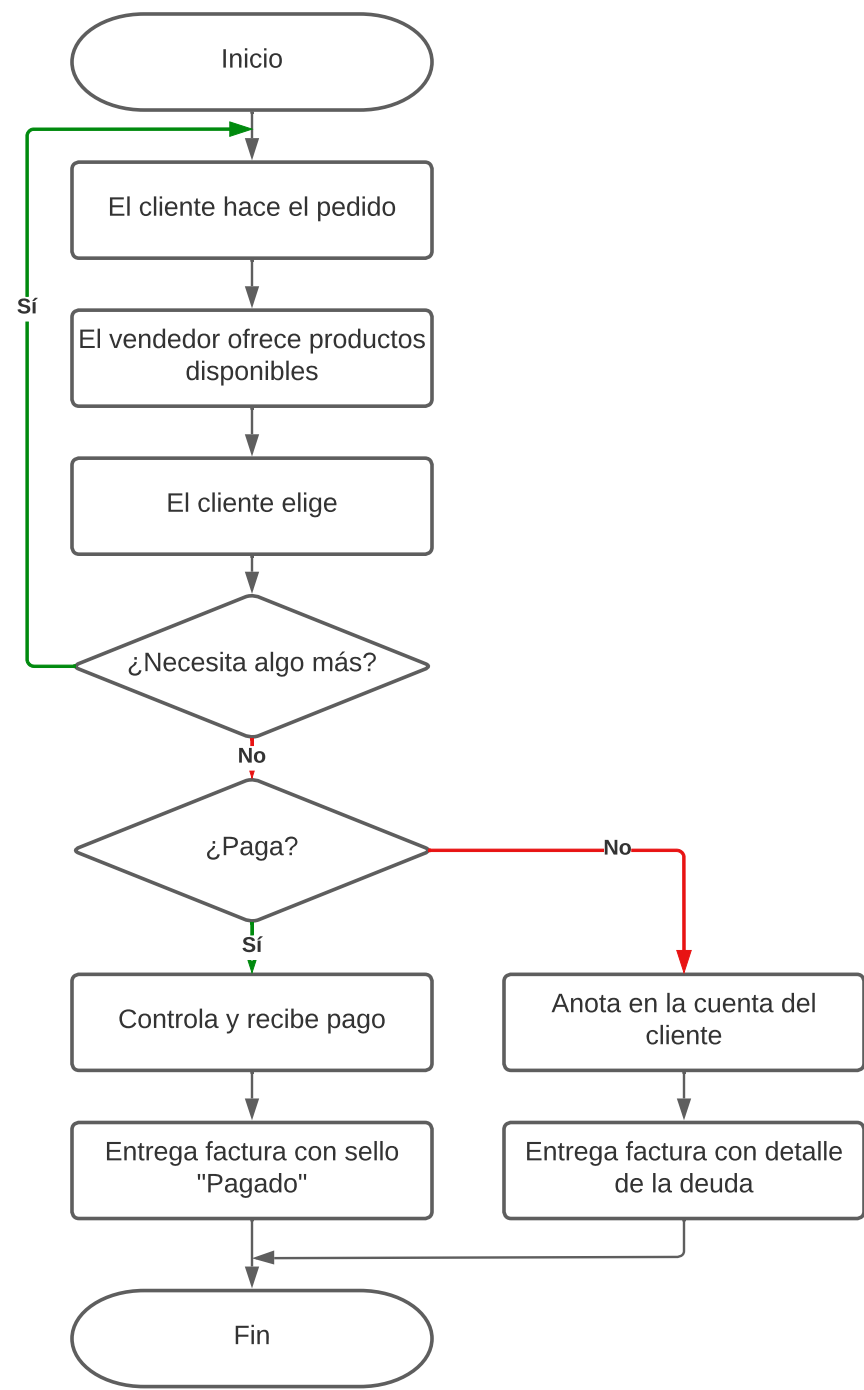 Inicio
El cliente hace el pedido
Sí
El vendedor ofrece productos
disponibles
El cliente elige
¿Necesita algo más?
No
¿Paga?
No
Sí
Controla y recibe pago
Anota en la cuenta del
cliente
Entrega factura con sello
"Pagado"
Entrega factura con detalle
de la deuda
Fin